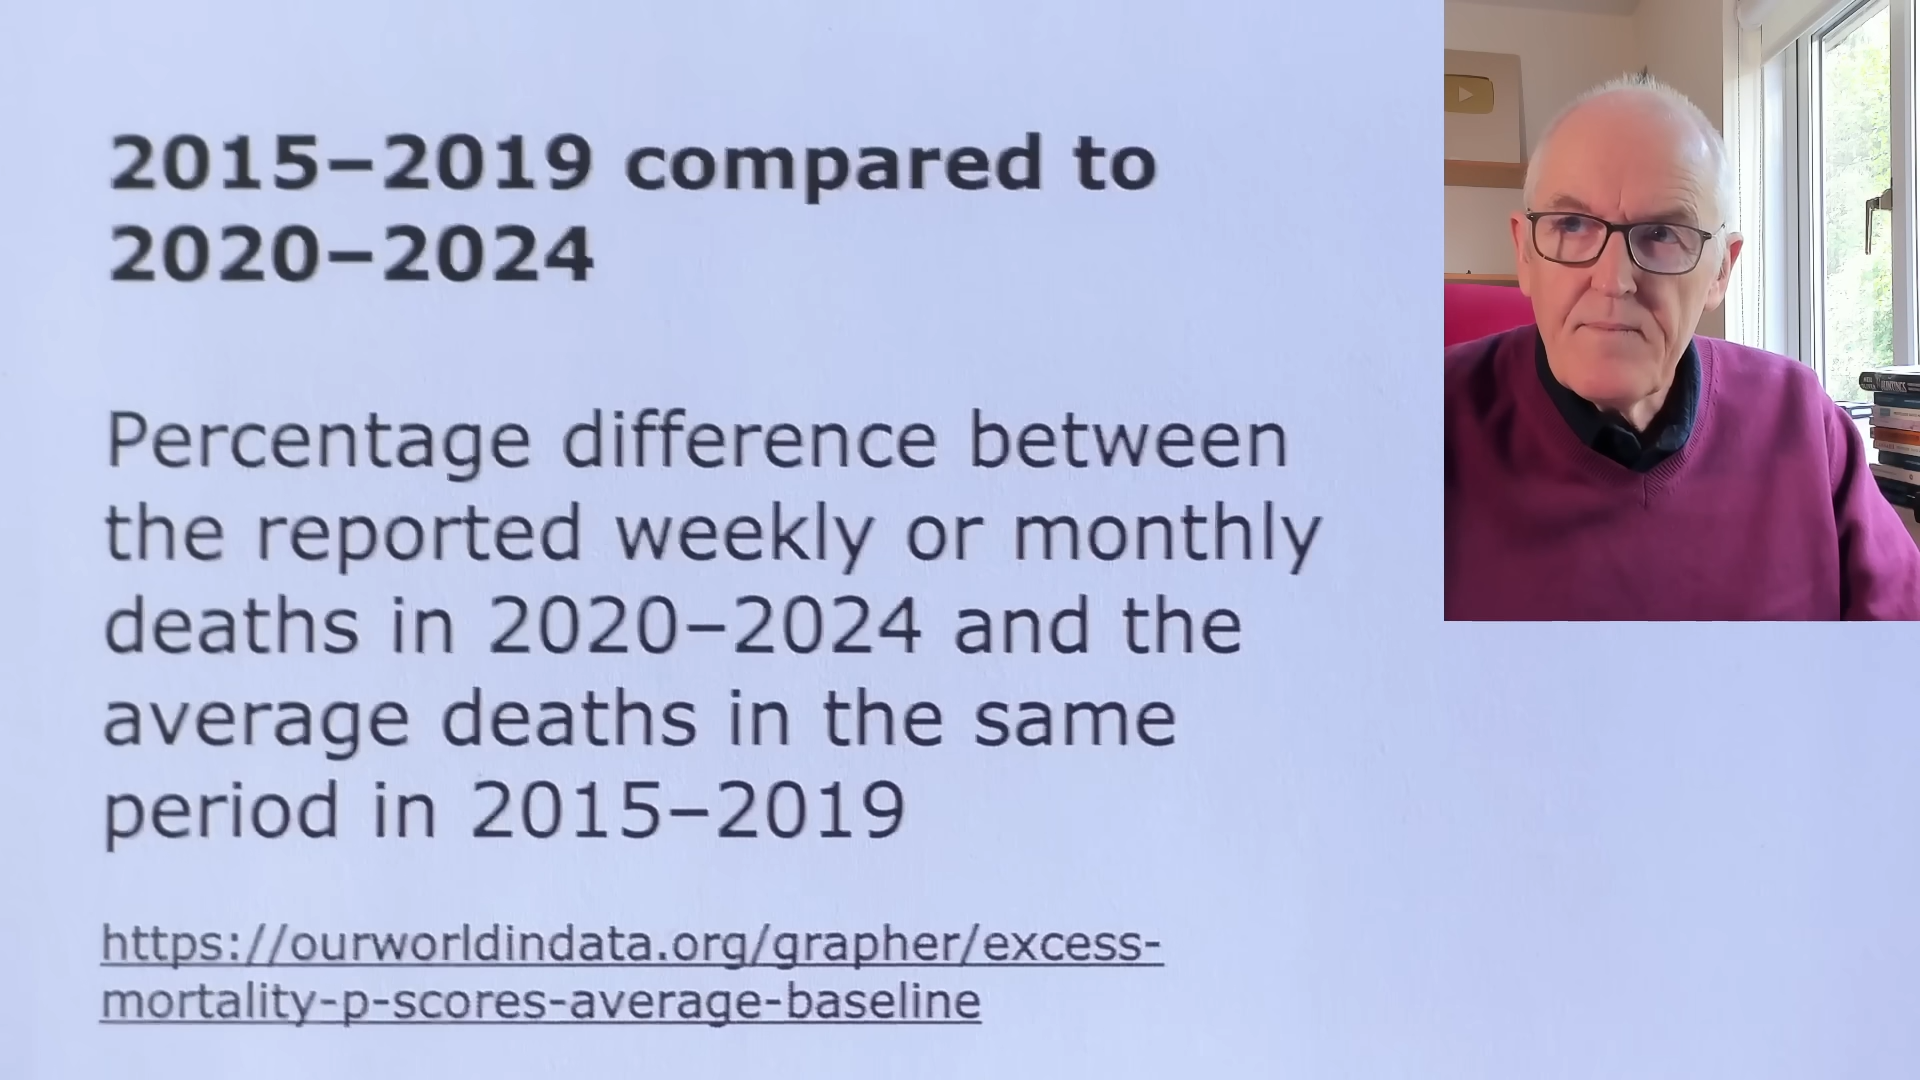 2015–2019 compared to
2020–2024
Percentage difference between
the reported weekly or monthly
deaths in 2020–2024 and the
average deaths in the same
period in 2015–2019
https://ourworldindata.org/grapher/excess-
mortality-p-scores-average-baseline